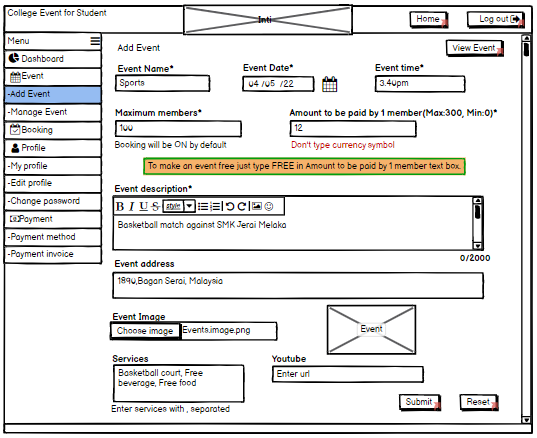 College Event for Student
Inti
Home
Log out
Menu
Dashboard
Event
-Add Event
-Manage Event
Booking
Profile
-My profile
-Edit profile
-Change password
Payment
-Payment method
-Payment invoice
Add Event
View Event
Event Name*
Event Date*
Event time*
Sports
04 /05 /22
3.40pm
Maximum members*
Amount to be paid by 1 member(Max:300, Min:0)*
100
12
Booking will be ON by default
Don't type currency symbol
To make an event free just type FREE in Amount to be paid by 1 member text box.
Event description*
B I U S style
Basketball match against SMK Jerai Melaka
0/2000
Event address
1890,Bagan Serai, Malaysia
Event Image
Choose image
Events.image.png
Event
Services
Youtube
Basketball court, Free
beverage, Free food
Enter url
Enter services with , separated
Submit
Reset